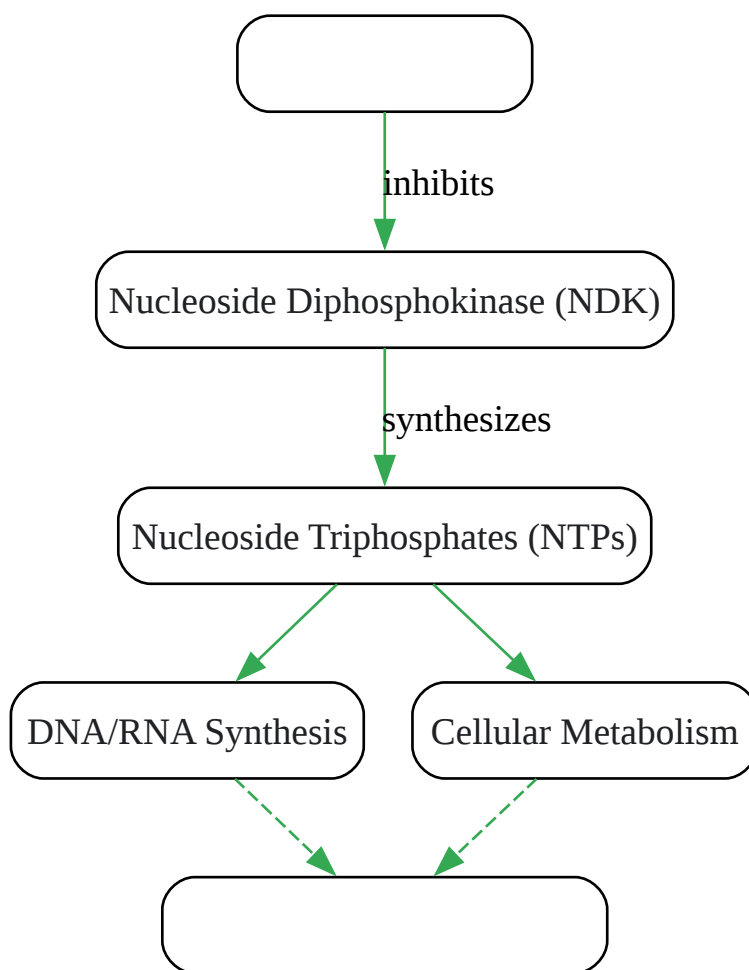 inhibits
Nucleoside Diphosphokinase (NDK)
synthesizes
Nucleoside Triphosphates (NTPs)
DNA/RNA Synthesis
Cellular Metabolism